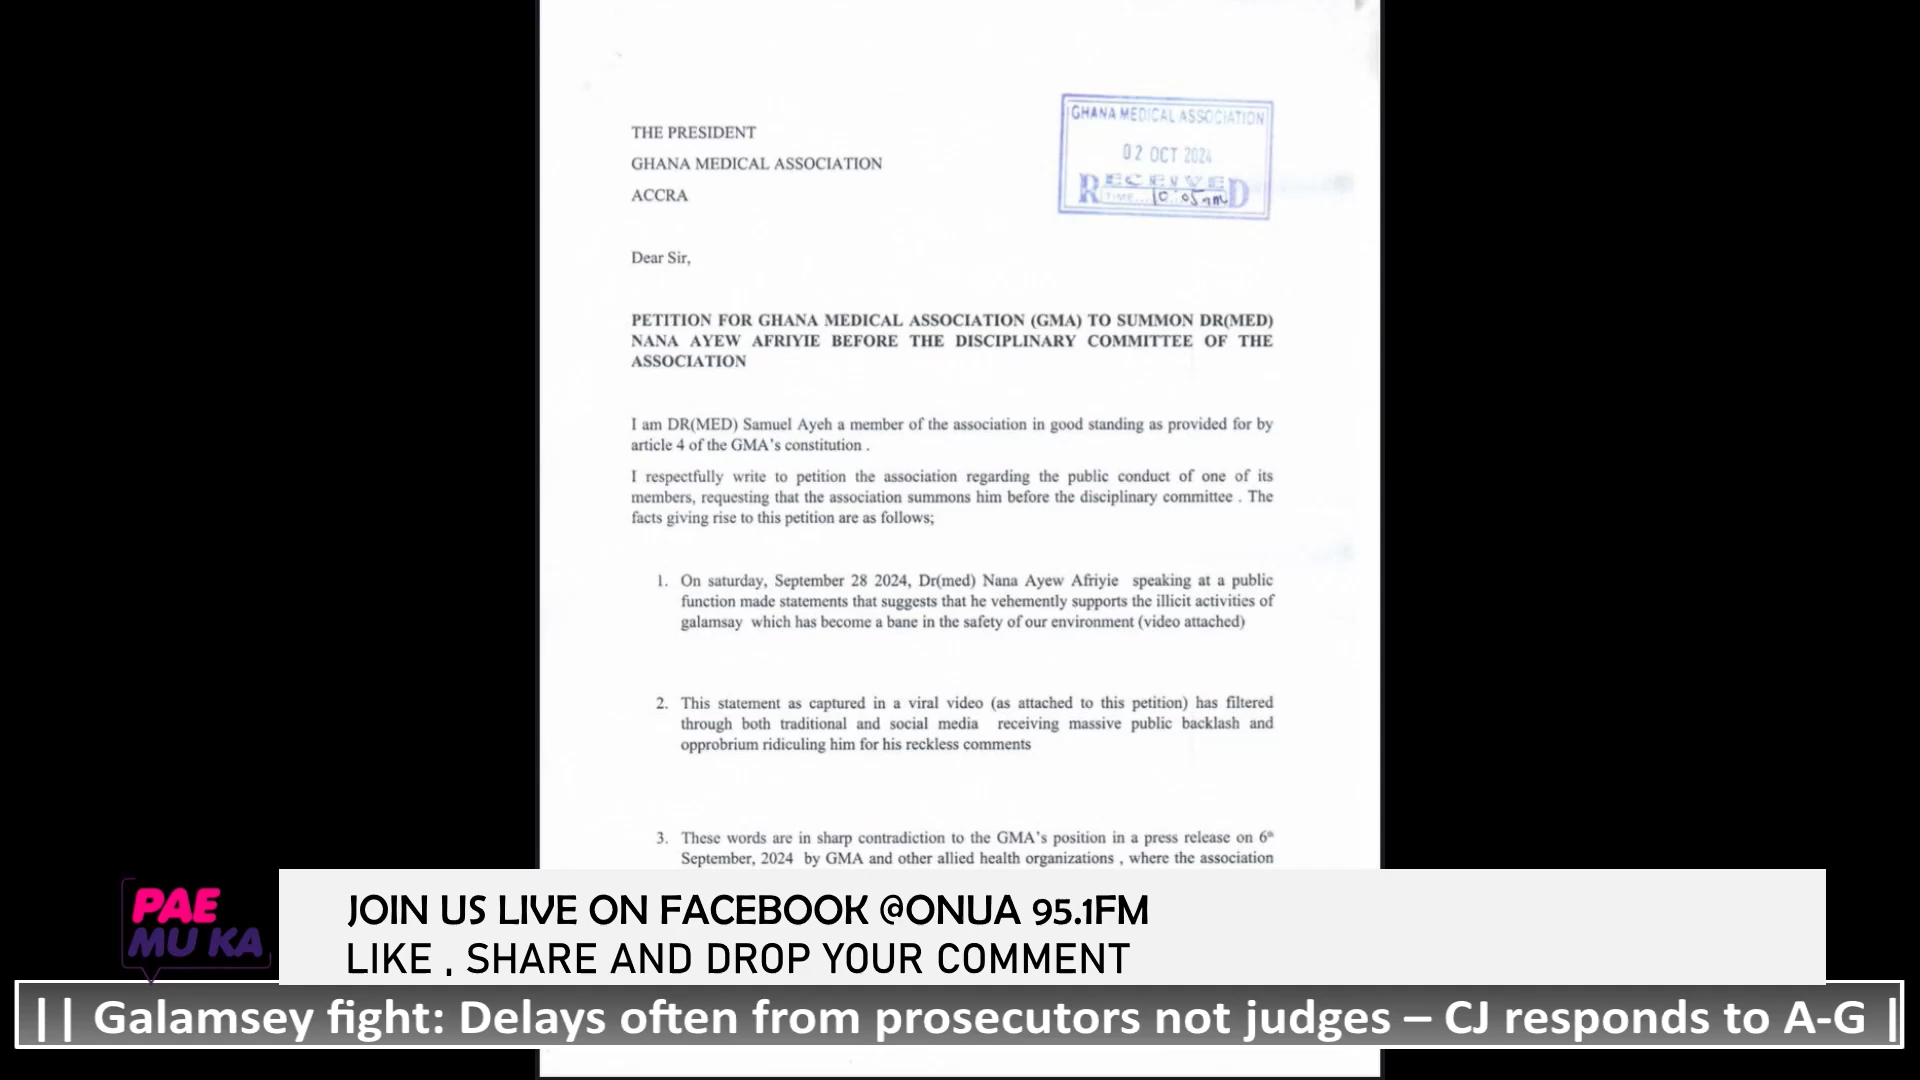 THE PRESIDENT
GHANA MEDICAL ASSOCIATION
ACCRA
GHANA MEDICAL ASSOCIATION
02 OCT 2024
RECEIVED
TIME... 10:05am
Dear Sir,
PETITION FOR GHANA MEDICAL ASSOCIATION (GMA) TO SUMMON DR(MED)
NANA AYEW AFRIYIE BEFORE THE DISCIPLINARY COMMITTEE OF THE
ASSOCIATION
I am DR(MED) Samuel Ayeh a member of the association in good standing as provided for by
article 4 of the GMA's constitution .
I respectfully write to petition the association regarding the public conduct of one of its
members, requesting that the association summons him before the disciplinary committee . The
facts giving rise to this petition are as follows;
1. On saturday, September 28 2024, Dr(med) Nana Ayew Afriyie speaking at a public
function made statements that suggests that he vehemently supports the illicit activities of
galamsay which has become a bane in the safety of our environment (video attached)
2. This statement as captured in a viral video (as attached to this petition) has filtered
through both traditional and social media receiving massive public backlash and
opprobrium ridiculing him for his reckless comments
3. These words are in sharp contradiction to the GMA's position in a press release on 6th
September, 2024 by GMA and other allied health organizations , where the association
PAE
MU KA
JOIN US LIVE ON FACEBOOK @ONUA 95.1FM
LIKE , SHARE AND DROP YOUR COMMENT
|| Galamsey fight: Delays often from prosecutors not judges – CJ responds to A-G |